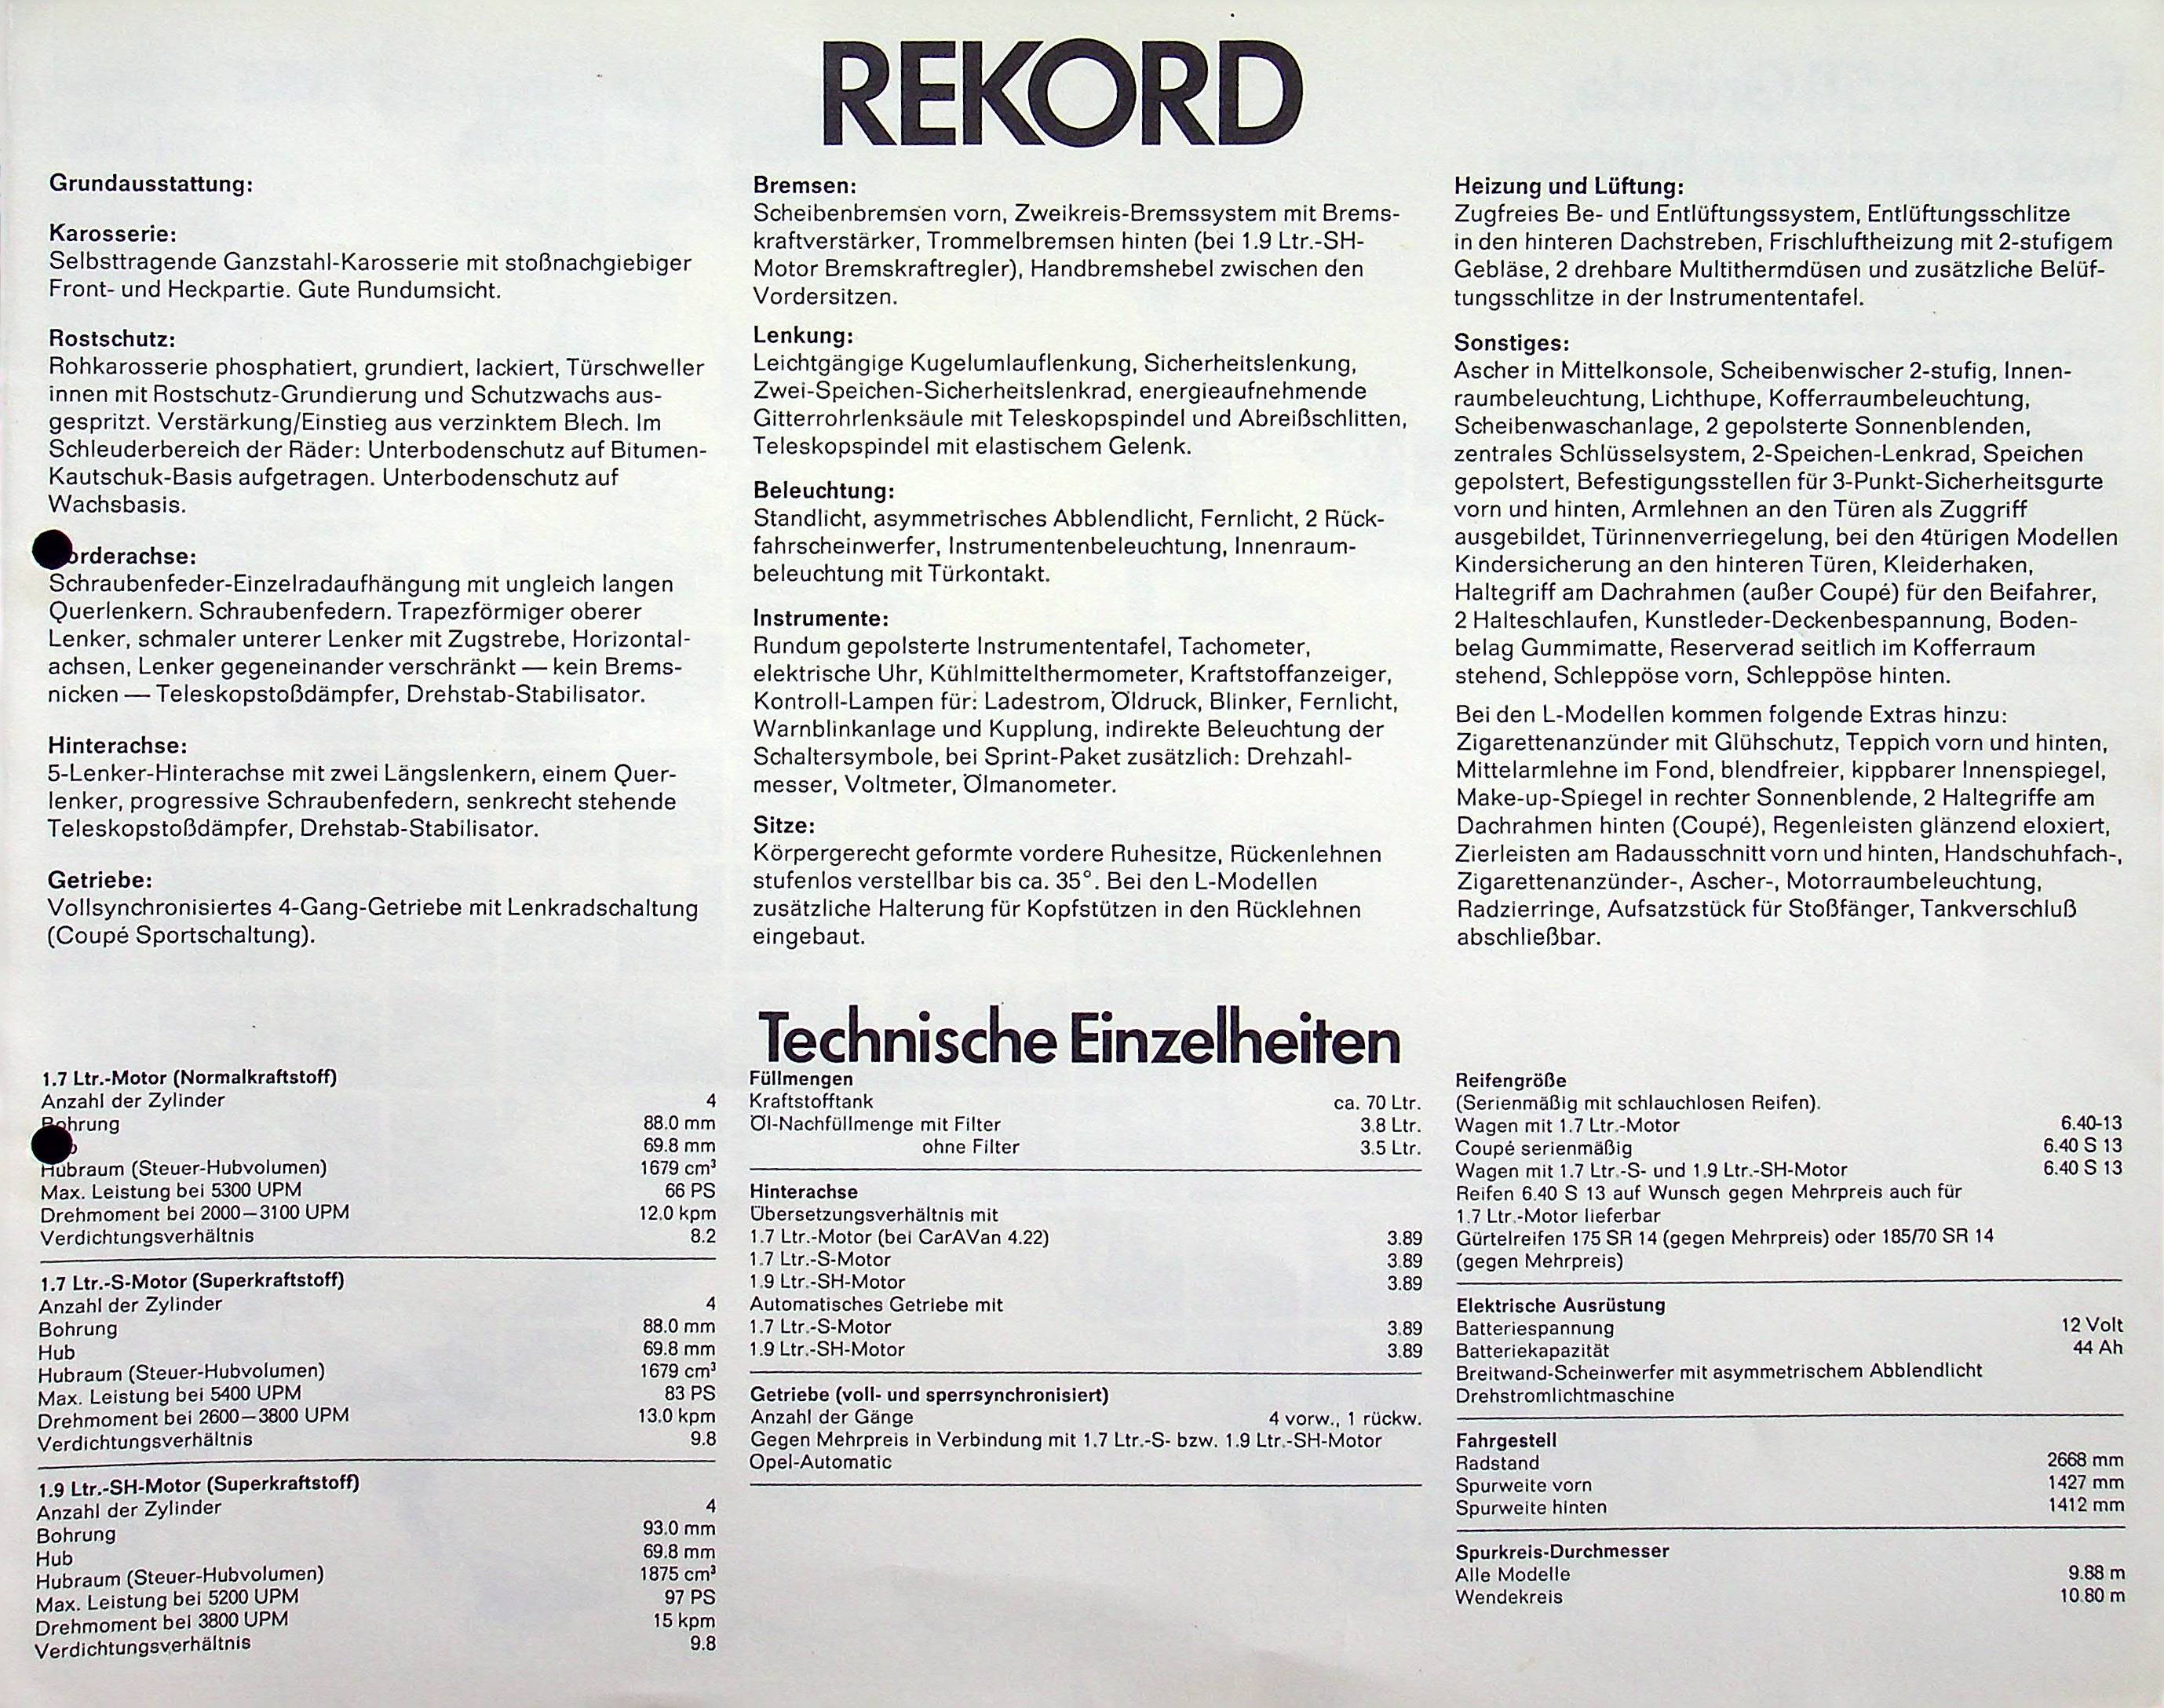 REKORD
Grundausstattung:
Karosserie:
Selbsttragende Ganzstahl-Karosserie mit stoßnachgiebiger
Front- und Heckpartie. Gute Rundumsicht.
Rostschutz:
Rohkarosserie phosphatiert, grundiert, lackiert, Türschweller
innen mit Rostschutz-Grundierung und Schutzwachs aus-
gespritzt. Verstärkung/Einstieg aus verzinktem Blech. Im
Schleuderbereich der Räder: Unterbodenschutz auf Bitumen-
Kautschuk-Basis aufgetragen. Unterbodenschutz auf
Wachsbasis.
orderachse:
Schraubenfeder-Einzelradaufhängung mit ungleich langen
Querlenkern. Schraubenfedern. Trapezförmiger oberer
Lenker, schmaler unterer Lenker mit Zugstrebe, Horizontal-
achsen, Lenker gegeneinander verschränkt — kein Brems-
nicken — Teleskopstoßdämpfer, Drehstab-Stabilisator.
Hinterachse:
5-Lenker-Hinterachse mit zwei Längslenkern, einem Quer-
lenker, progressive Schraubenfedern, senkrecht stehende
Teleskopstoßdämpfer, Drehstab-Stabilisator.
Getriebe:
Vollsynchronisiertes 4-Gang-Getriebe mit Lenkradschaltung
(Coupé Sportschaltung).
Bremsen:
Scheibenbremsen vorn, Zweikreis-Bremssystem mit Brems-
kraftverstärker, Trommelbremsen hinten (bei 1.9 Ltr.-SH-
Motor Bremskraftregler), Handbremshebel zwischen den
Vordersitzen.
Lenkung:
Leichtgängige Kugelumlauflenkung, Sicherheitslenkung,
Zwei-Speichen-Sicherheitslenkrad, energieaufnehmende
Gitterrohrlenksäule mit Teleskopspindel und Abreißschlitten,
Teleskopspindel mit elastischem Gelenk.
Beleuchtung:
Standlicht, asymmetrisches Abblendlicht, Fernlicht, 2 Rück-
fahrscheinwerfer, Instrumentenbeleuchtung, Innenraum-
beleuchtung mit Türkontakt.
Instrumente:
Rundum gepolsterte Instrumententafel, Tachometer,
elektrische Uhr, Kühlmittelthermometer, Kraftstoffanzeiger,
Kontroll-Lampen für: Ladestrom, Öldruck, Blinker, Fernlicht,
Warnblinkanlage und Kupplung, indirekte Beleuchtung der
Schaltersymbole, bei Sprint-Paket zusätzlich: Drehzahl-
messer, Voltmeter, Ölmanometer.
Sitze:
Körpergerecht geformte vordere Ruhesitze, Rückenlehnen
stufenlos verstellbar bis ca. 35°. Bei den L-Modellen
zusätzliche Halterung für Kopfstützen in den Rücklehnen
eingebaut.
Heizung und Lüftung:
Zugfreies Be- und Entlüftungssystem, Entlüftungsschlitze
in den hinteren Dachstreben, Frischluftheizung mit 2-stufigem
Gebläse, 2 drehbare Multithermdüsen und zusätzliche Belüf-
tungsschlitze in der Instrumententafel.
Sonstiges:
Ascher in Mittelkonsole, Scheibenwischer 2-stufig, Innen-
raumbeleuchtung, Lichthupe, Kofferraumbeleuchtung,
Scheibenwaschanlage, 2 gepolsterte Sonnenblenden,
zentrales Schlüsselsystem, 2-Speichen-Lenkrad, Speichen
gepolstert, Befestigungsstellen für 3-Punkt-Sicherheitsgurte
vorn und hinten, Armlehnen an den Türen als Zuggriff
ausgebildet, Türinnenverriegelung, bei den 4türigen Modellen
Kindersicherung an den hinteren Türen, Kleiderhaken,
Haltegriff am Dachrahmen (außer Coupé) für den Beifahrer,
2 Halteschlaufen, Kunstleder-Deckenbespannung, Boden-
belag Gummimatte, Reserverad seitlich im Kofferraum
stehend, Schleppöse vorn, Schleppöse hinten.
Bei den L-Modellen kommen folgende Extras hinzu:
Zigarettenanzünder mit Glühschutz, Teppich vorn und hinten,
Mittelarmlehne im Fond, blendfreier, kippbarer Innenspiegel,
Make-up-Spiegel in rechter Sonnenblende, 2 Haltegriffe am
Dachrahmen hinten (Coupé), Regenleisten glänzend eloxiert,
Zierleisten am Radausschnitt vorn und hinten, Handschuhfach-,
Zigarettenanzünder-, Ascher-, Motorraumbeleuchtung,
Radzierringe, Aufsatzstück für Stoßfänger, Tankverschluß
abschließbar.
Technische Einzelheiten
1.7 Ltr.-Motor (Normalkraftstoff)
Anzahl der Zylinder 4
Bohrung 88.0 mm
69.8 mm
Hubraum (Steuer-Hubvolumen) 1679 cm³
Max. Leistung bei 5300 UPM 66 PS
Drehmoment bei 2000—3100 UPM 12.0 kpm
Verdichtungsverhältnis 8.2
1.7 Ltr.-S-Motor (Superkraftstoff)
Anzahl der Zylinder 4
Bohrung 88.0 mm
Hub 69.8 mm
Hubraum (Steuer-Hubvolumen) 1679 cm³
Max. Leistung bei 5400 UPM 83 PS
Drehmoment bei 2600—3800 UPM 13.0 kpm
Verdichtungsverhältnis 9.8
1.9 Ltr.-SH-Motor (Superkraftstoff)
Anzahl der Zylinder 4
Bohrung 93.0 mm
Hub 69.8 mm
Hubraum (Steuer-Hubvolumen) 1875 cm³
Max. Leistung bei 5200 UPM 97 PS
Drehmoment bei 3800 UPM 15 kpm
Verdichtungsverhältnis 9.8
Füllmengen
Kraftstofftank ca. 70 Ltr.
Öl-Nachfüllmenge mit Filter 3.8 Ltr.
ohne Filter 3.5 Ltr.
Hinterachse
Übersetzungsverhältnis mit
1.7 Ltr.-Motor (bei CarAVan 4.22) 3.89
1.7 Ltr.-S-Motor 3.89
1.9 Ltr.-SH-Motor 3.89
Automatisches Getriebe mit
1.7 Ltr.-S-Motor 3.89
1.9 Ltr.-SH-Motor 3.89
Getriebe (voll- und sperrsynchronisiert)
Anzahl der Gänge 4 vorw., 1 rückw.
Gegen Mehrpreis in Verbindung mit 1.7 Ltr.-S- bzw. 1.9 Ltr.-SH-Motor
Opel-Automatic
Reifengröße
(Serienmäßig mit schlauchlosen Reifen).
Wagen mit 1.7 Ltr.-Motor 6.40-13
Coupé serienmäßig 6.40 S 13
Wagen mit 1.7 Ltr.-S- und 1.9 Ltr.-SH-Motor 6.40 S 13
Reifen 6.40 S 13 auf Wunsch gegen Mehrpreis auch für
1.7 Ltr.-Motor lieferbar
Gürtelreifen 175 SR 14 (gegen Mehrpreis) oder 185/70 SR 14
(gegen Mehrpreis)
Elektrische Ausrüstung
Batteriespannung 12 Volt
Batteriekapazität 44 Ah
Breitwand-Scheinwerfer mit asymmetrischem Abblendlicht
Drehstromlichtmaschine
Fahrgestell
Radstand 2668 mm
Spurweite vorn 1427 mm
Spurweite hinten 1412 mm
Spurkreis-Durchmesser
Alle Modelle 9.88 m
Wendekreis 10.80 m